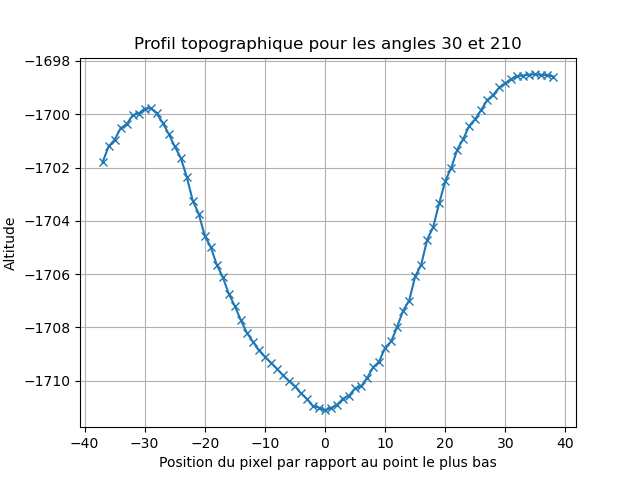 Profil topographique pour les angles 30 et 210
−1698
−1700
−1702
−1704
−1706
−1708
−1710
Altitude
−40 −30 −20 −10 0 10 20 30 40
Position du pixel par rapport au point le plus bas